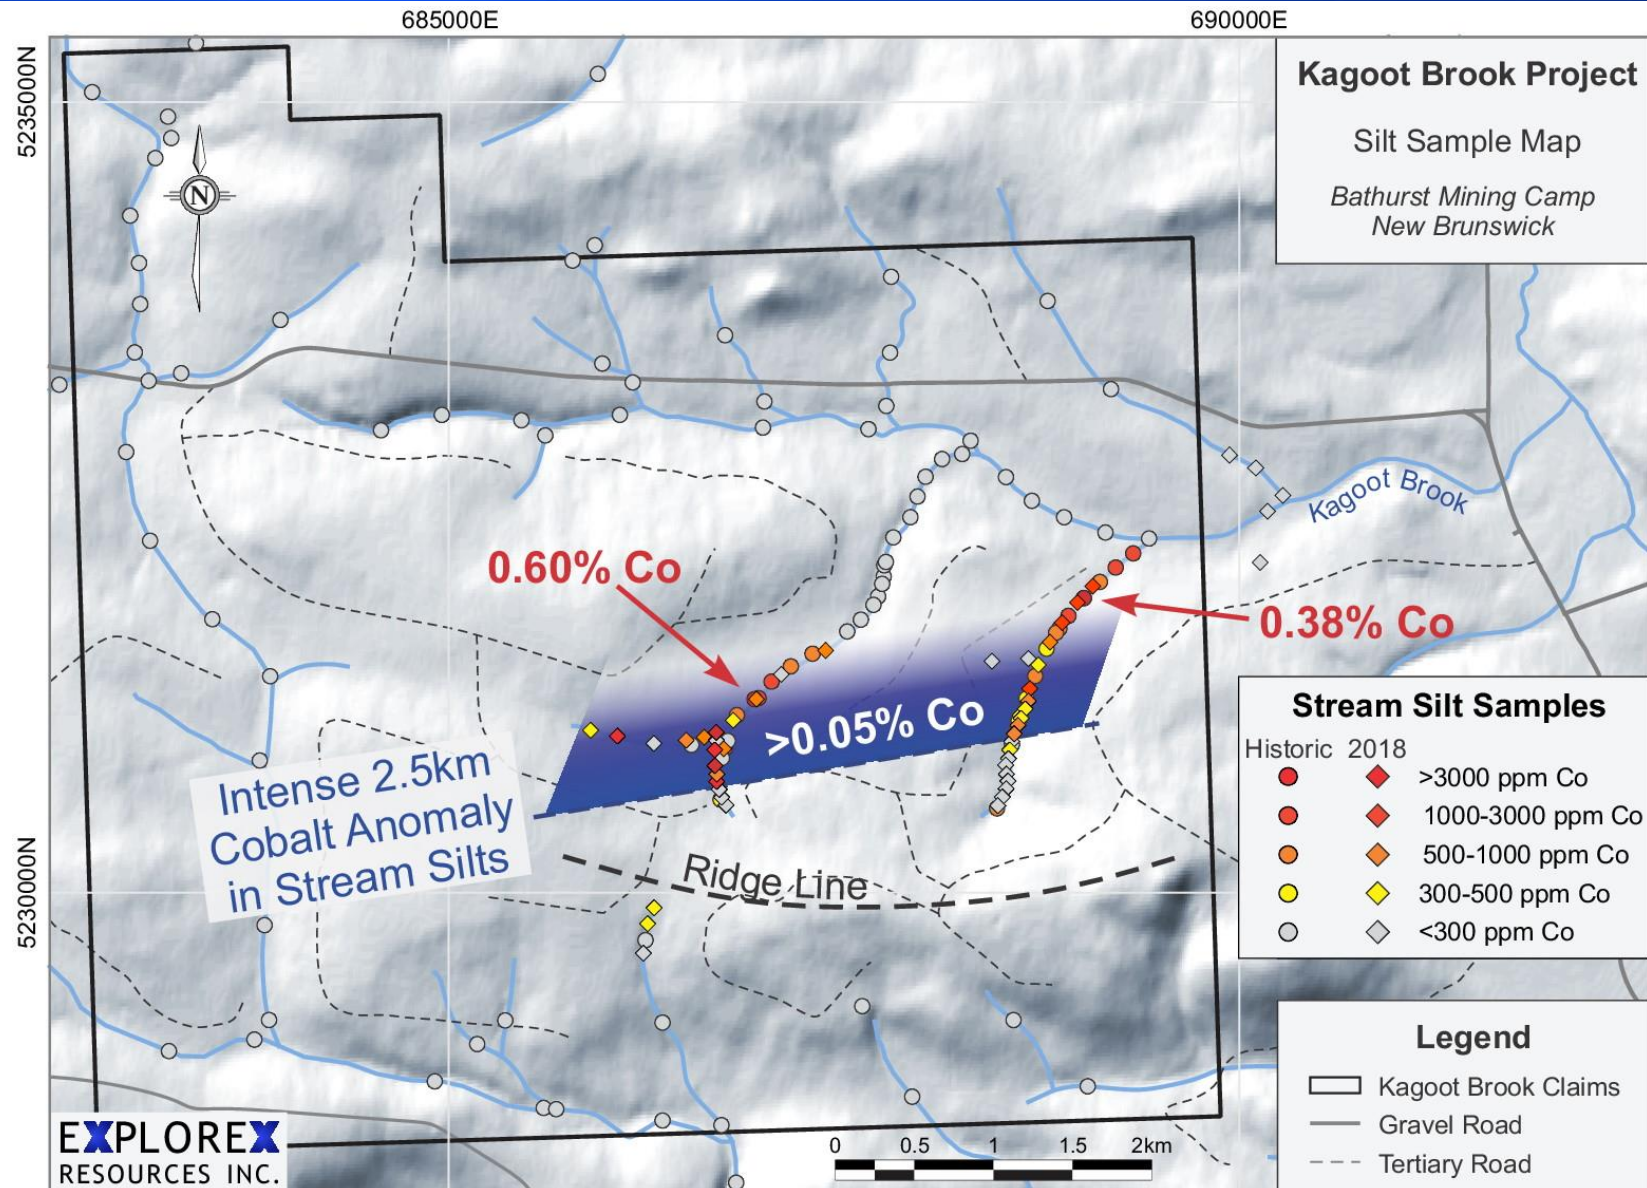 685000E
690000E
5235000N
5230000N
Kagoot Brook Project
Silt Sample Map
Bathurst Mining Camp
New Brunswick
N
Kagoot Brook
0.60% Co
0.38% Co
>0.05% Co
Intense 2.5km
Cobalt Anomaly
in Stream Silts
Ridge Line
Stream Silt Samples
Historic 2018
>3000 ppm Co
1000-3000 ppm Co
500-1000 ppm Co
300-500 ppm Co
<300 ppm Co
Legend
Kagoot Brook Claims
Gravel Road
Tertiary Road
0 0.5 1 1.5 2km
EXPLOREX
RESOURCES INC.